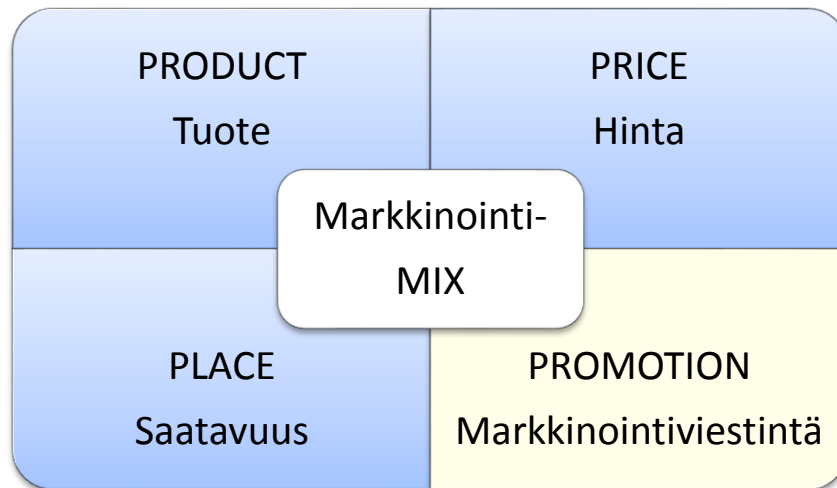 PRODUCT
Tuote
PRICE
Hinta
Markkinointi-
MIX
PLACE
Saatavuus
PROMOTION
Markkinointiviestintä